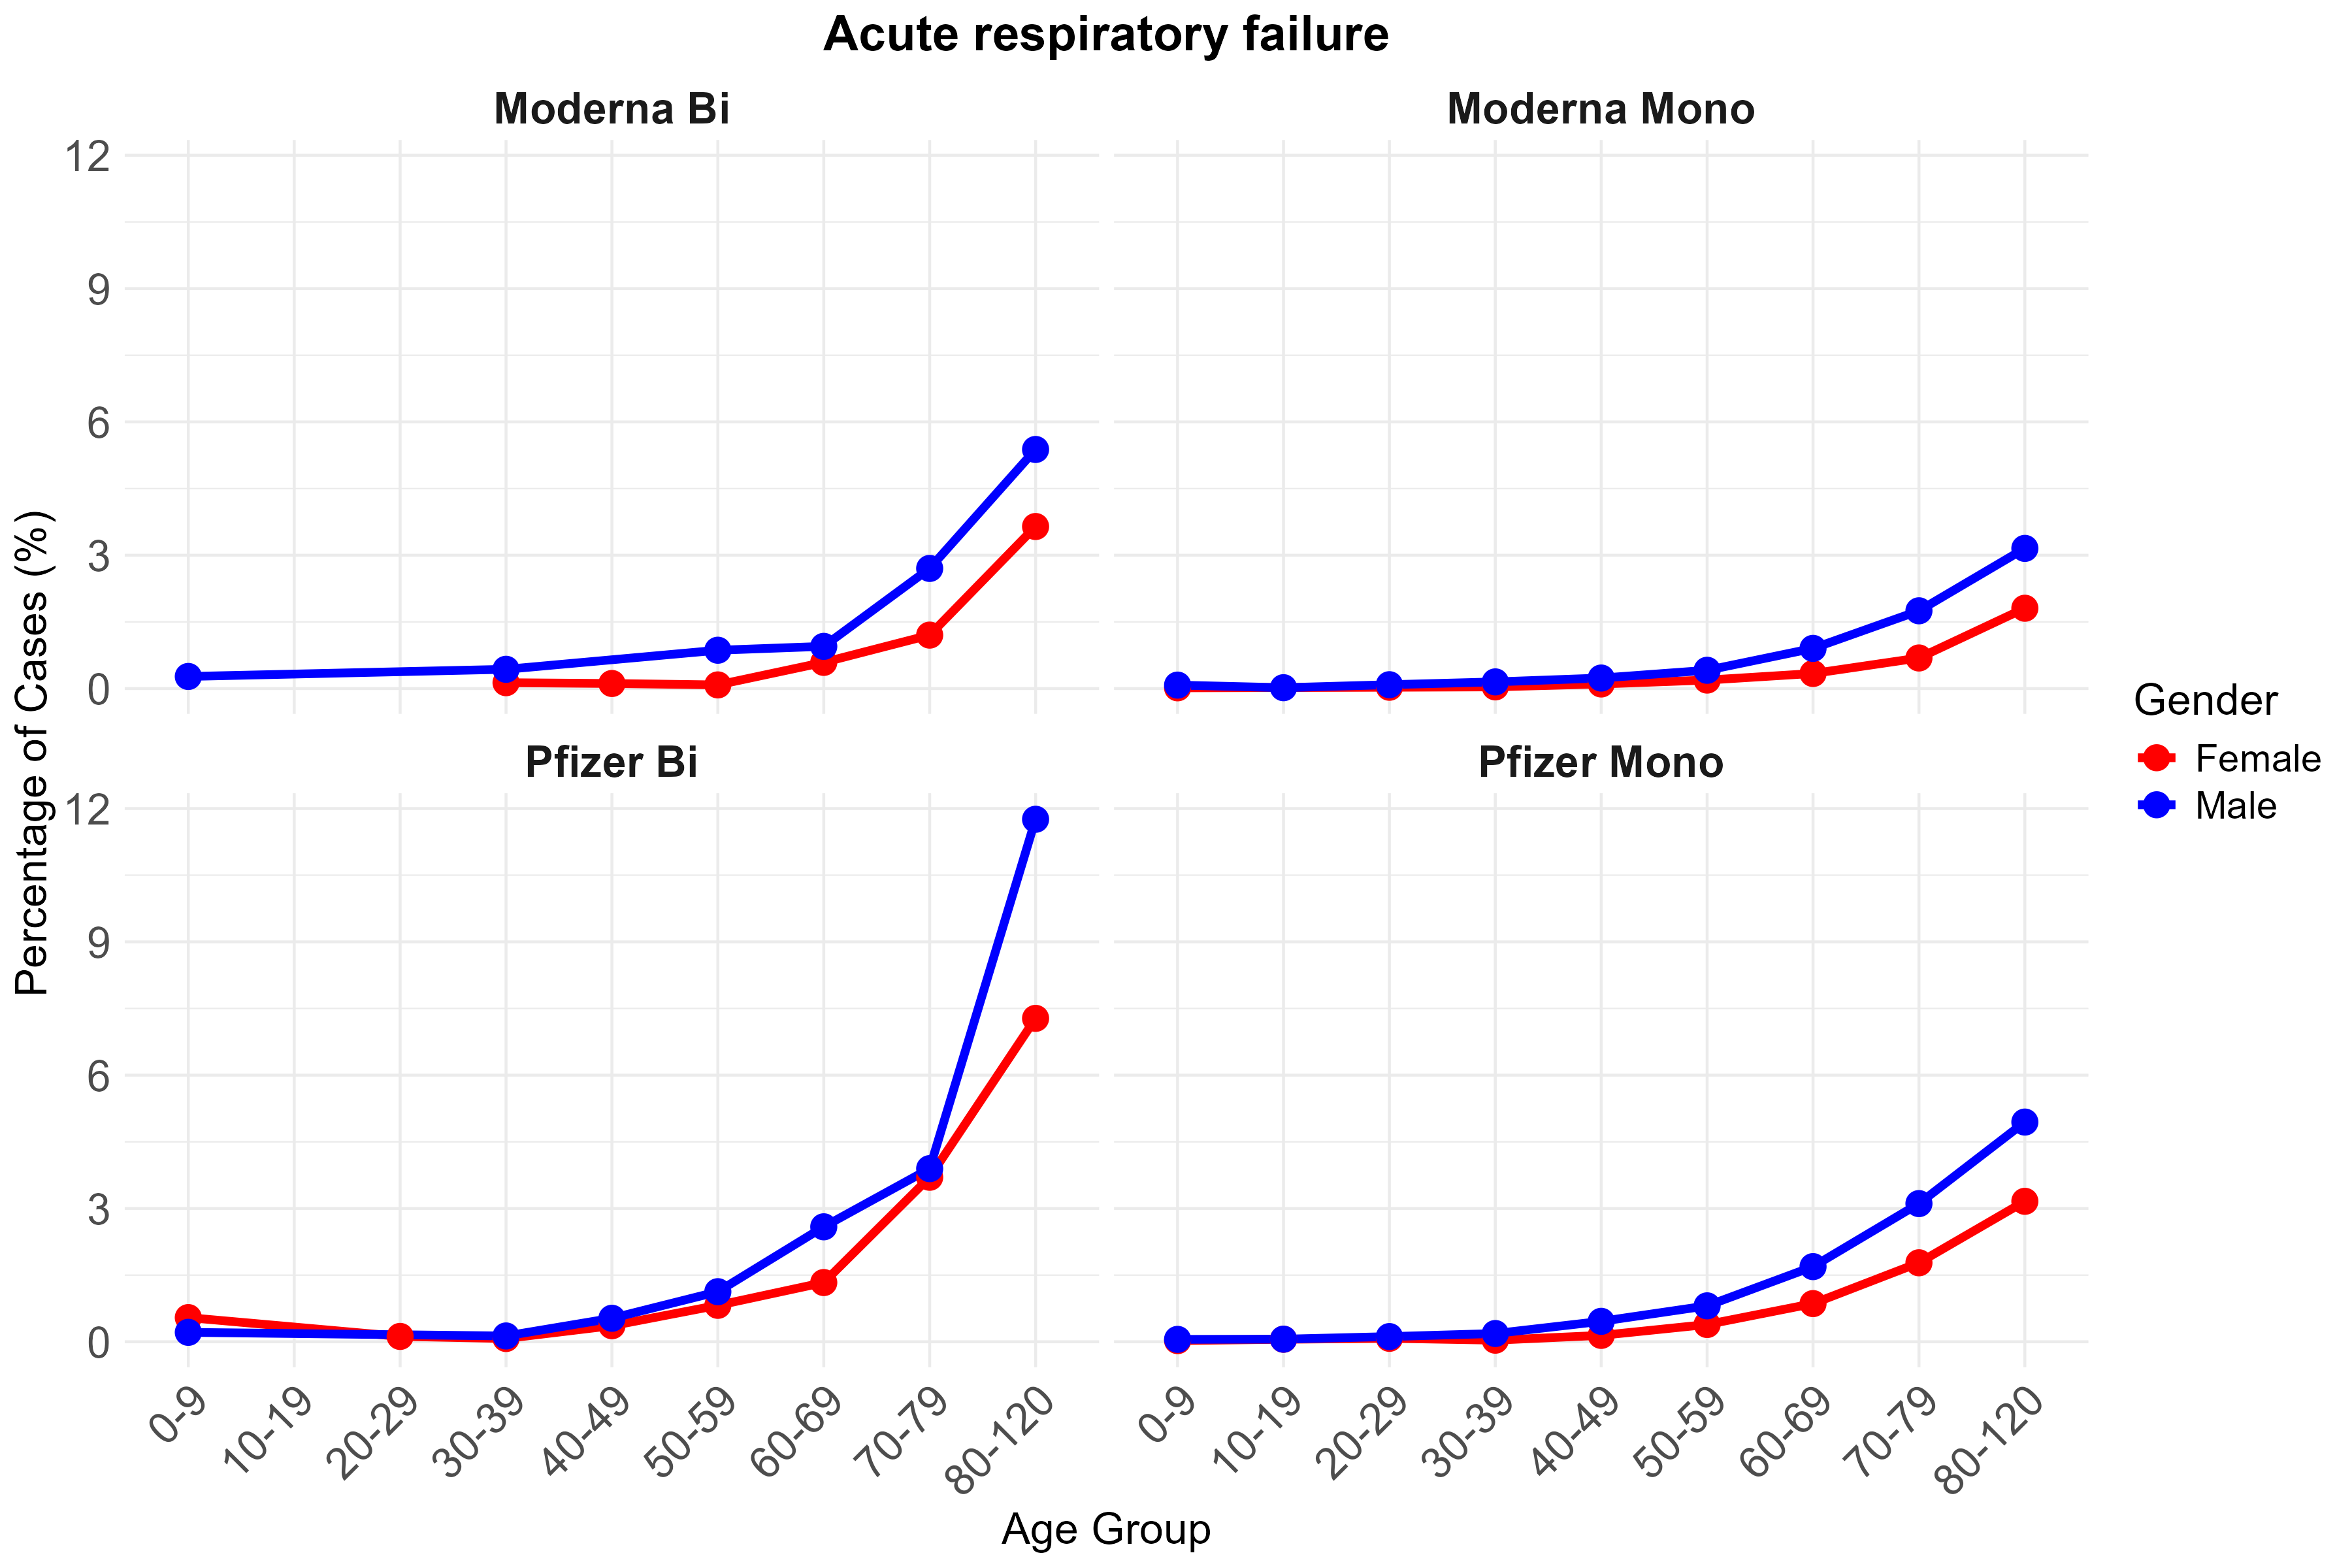 Acute respiratory failure
Moderna Bi
Moderna Mono
12
9
6
3
0
Percentage of Cases (%)
Pfizer Bi
Pfizer Mono
12
9
6
3
0
0-9
10-19
20-29
30-39
40-49
50-59
60-69
70-79
80-120
0-9
10-19
20-29
30-39
40-49
50-59
60-69
70-79
80-120
Age Group
Gender
Female
Male